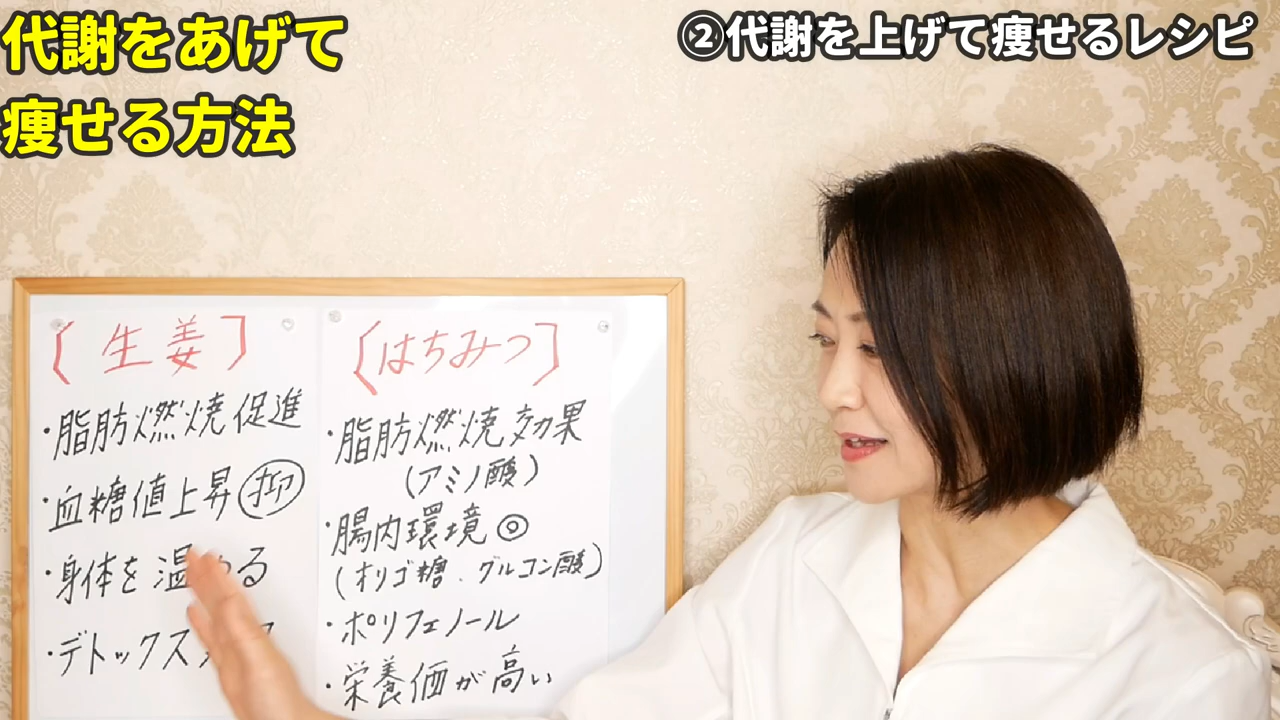 代謝をあげて
痩せる方法
②代謝を上げて痩せるレシピ
〔生姜〕
・脂肪燃焼促進
・血糖値上昇抑
・身体を温める
・デトックス
〔はちみつ〕
・脂肪燃焼効果
(アミノ酸)
・腸内環境◎
(オリゴ糖、グルコン酸)
・ポリフェノール
・栄養価が高い